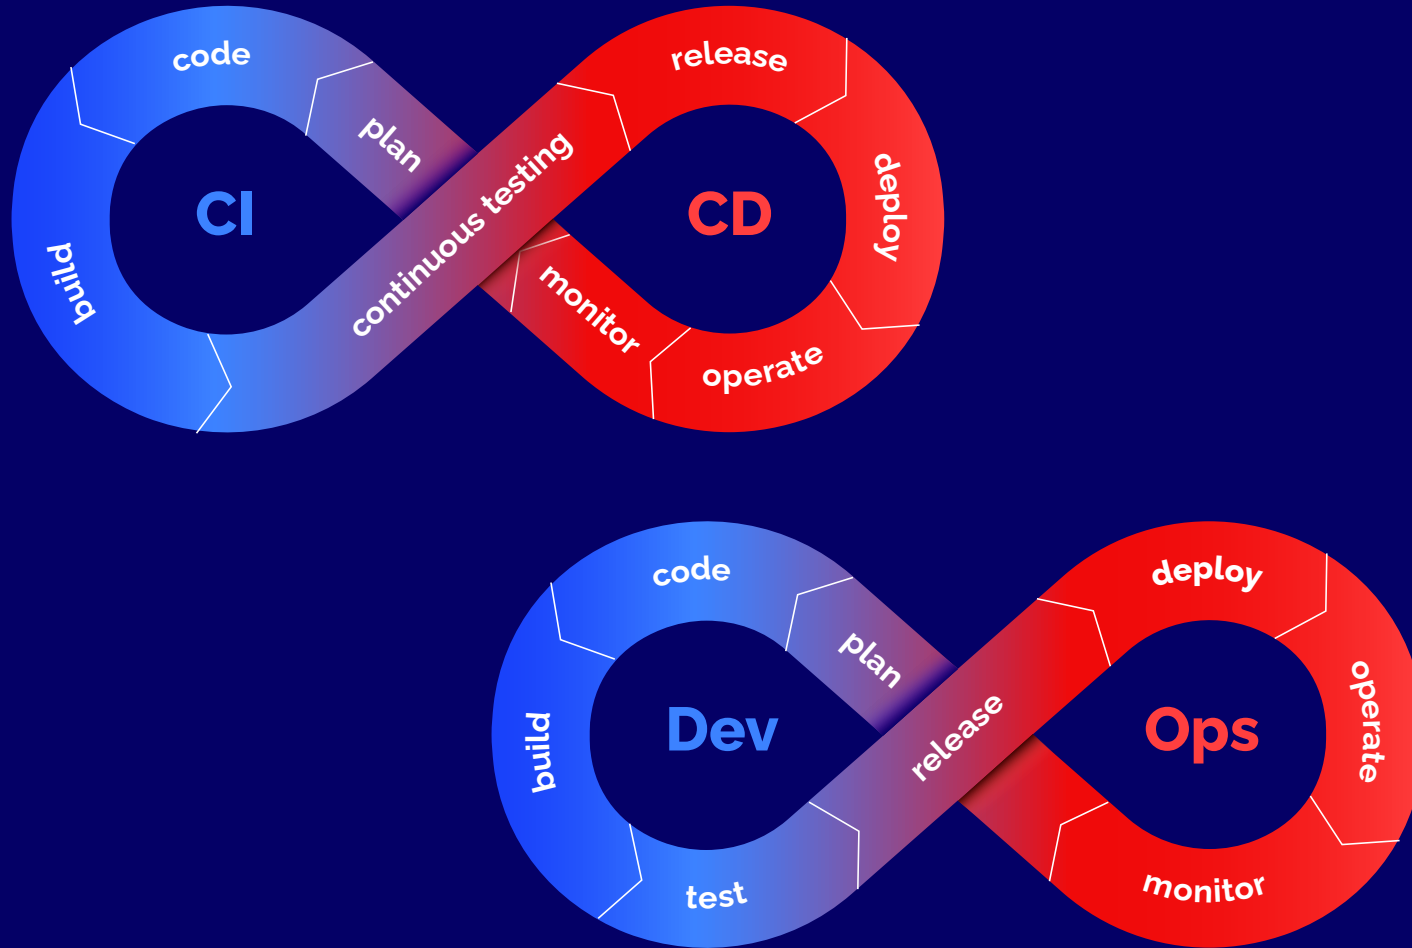 code
plan
release
continuous testing
deploy
CI
CD
build
monitor
operate
code
plan
deploy
release
operate
build
Dev
Ops
test
monitor